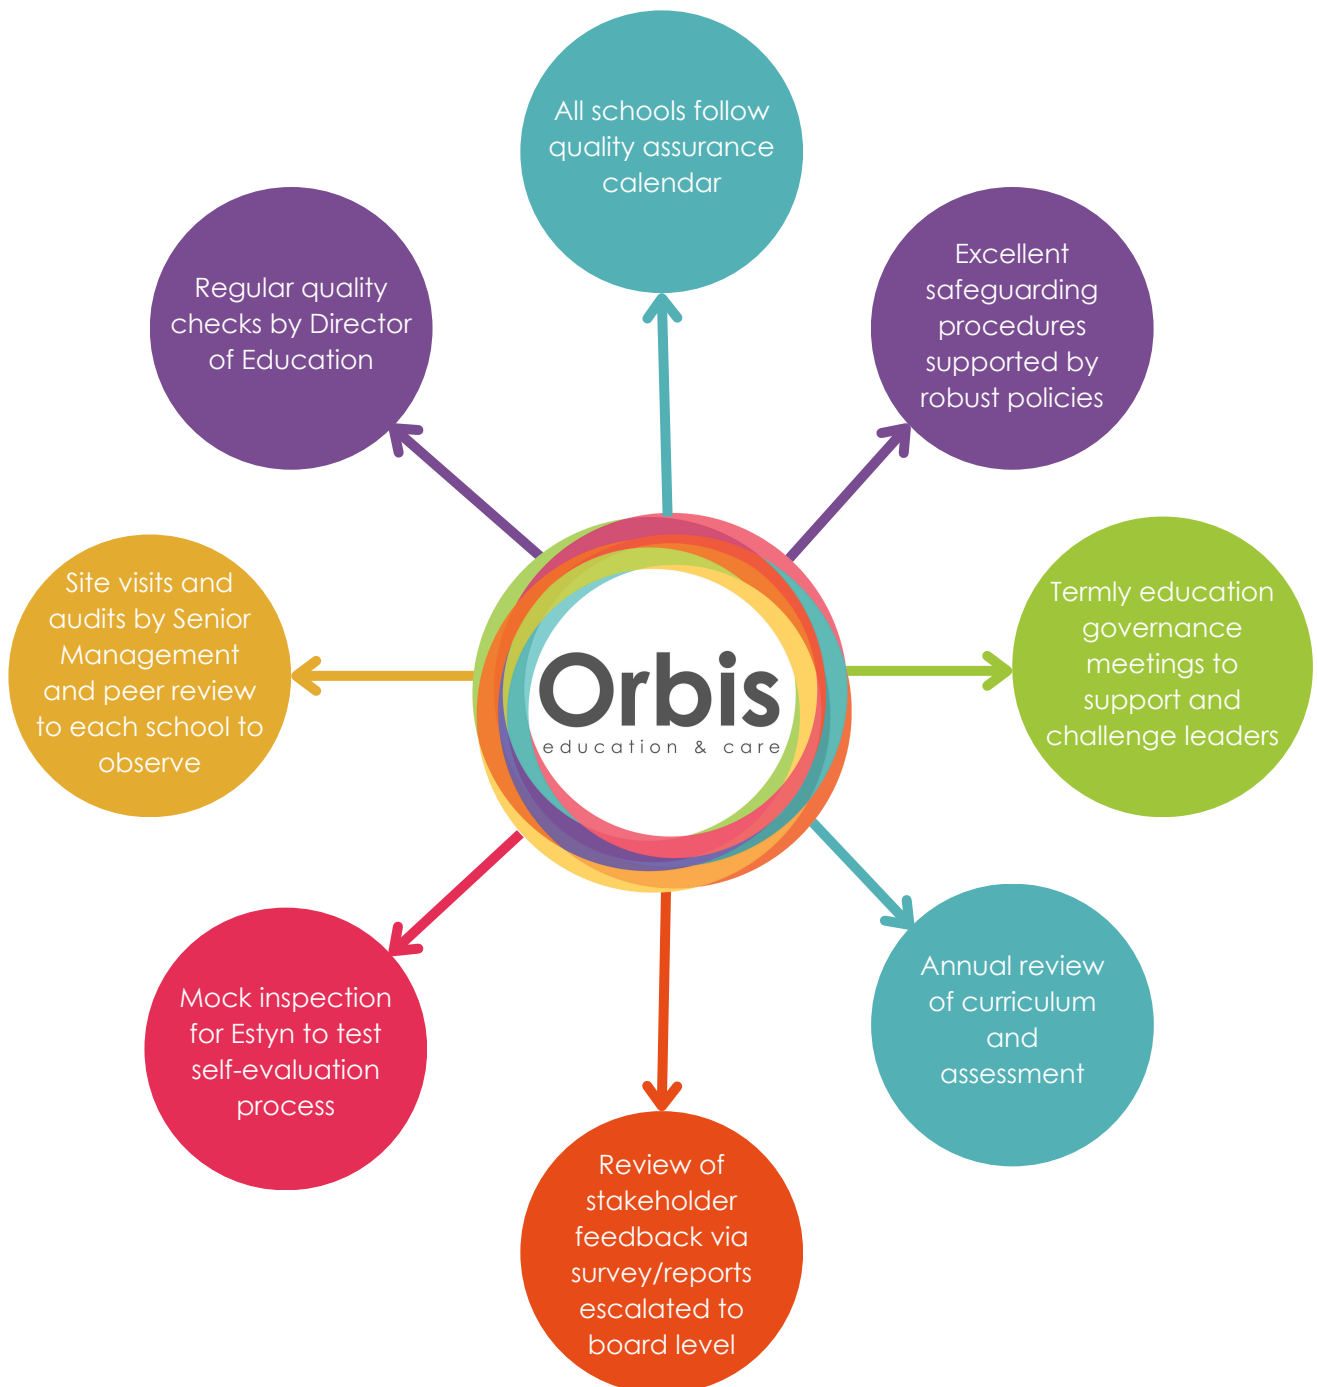 All schools follow
quality assurance
calendar
Regular quality
checks by Director
of Education
Excellent
safeguarding
procedures
supported by
robust policies
Site visits and
audits by Senior
Management
and peer review
to each school to
observe
Orbis
education & care
Termly education
governance
meetings to
support and
challenge leaders
Mock inspection
for Estyn to test
self-evaluation
process
Annual review
of curriculum
and
assessment
Review of
stakeholder
feedback via
survey/reports
escalated to
board level